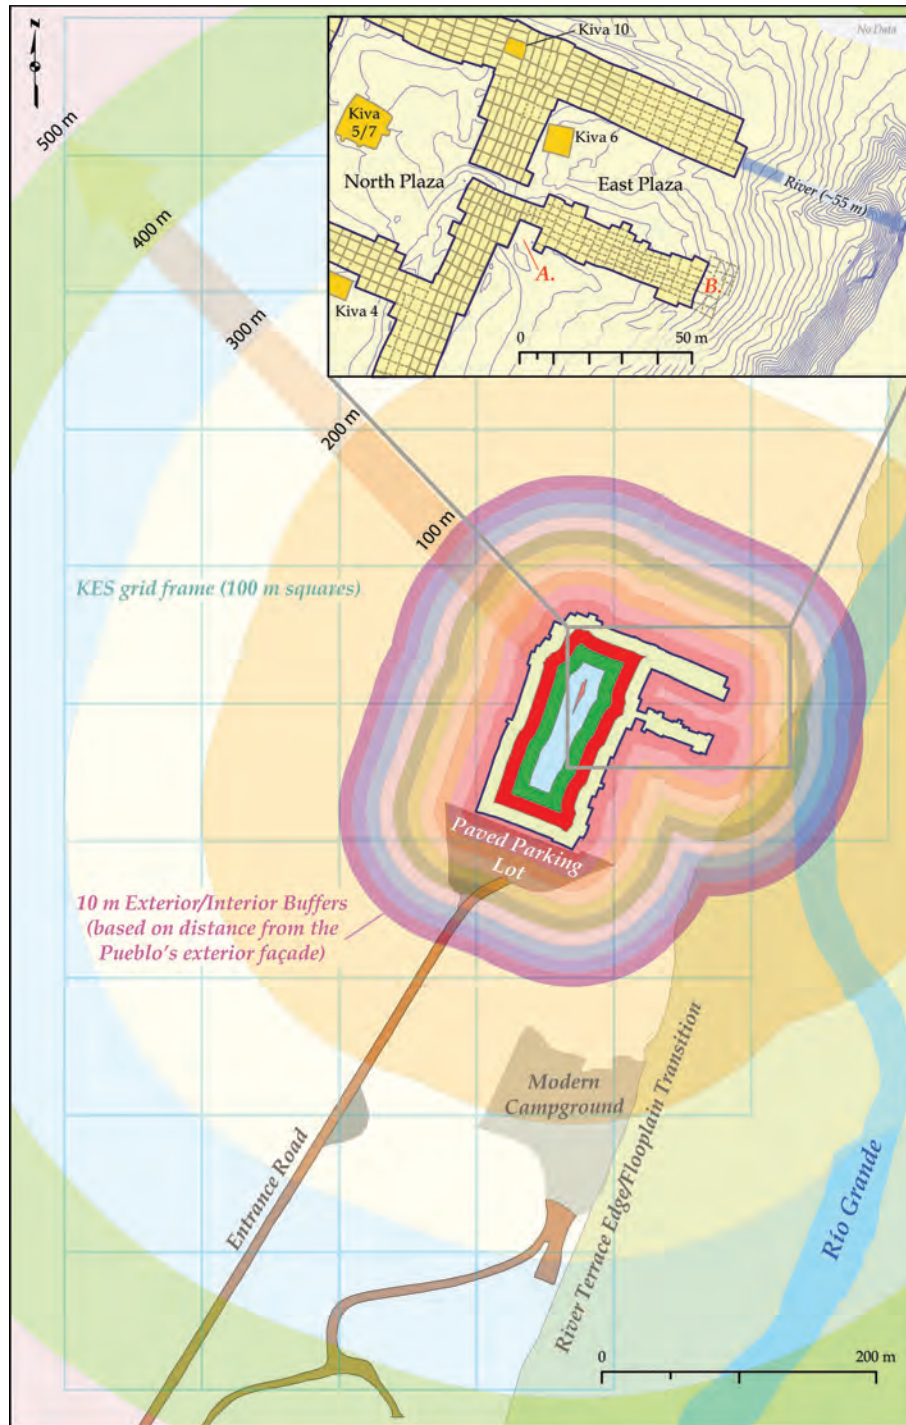 N
No Data
Kiva 10
Kiva
5/7
Kiva 6
North Plaza
East Plaza
River (~55 m)
A.
B.
Kiva 4
0
50 m
500 m
400 m
300 m
200 m
100 m
KES grid frame (100 m squares)
Paved Parking
Lot
10 m Exterior/Interior Buffers
(based on distance from the
Pueblo's exterior façade)
Modern
Campground
Entrance Road
River Terrace Edge/Flooplain Transition
Río Grande
0
200 m